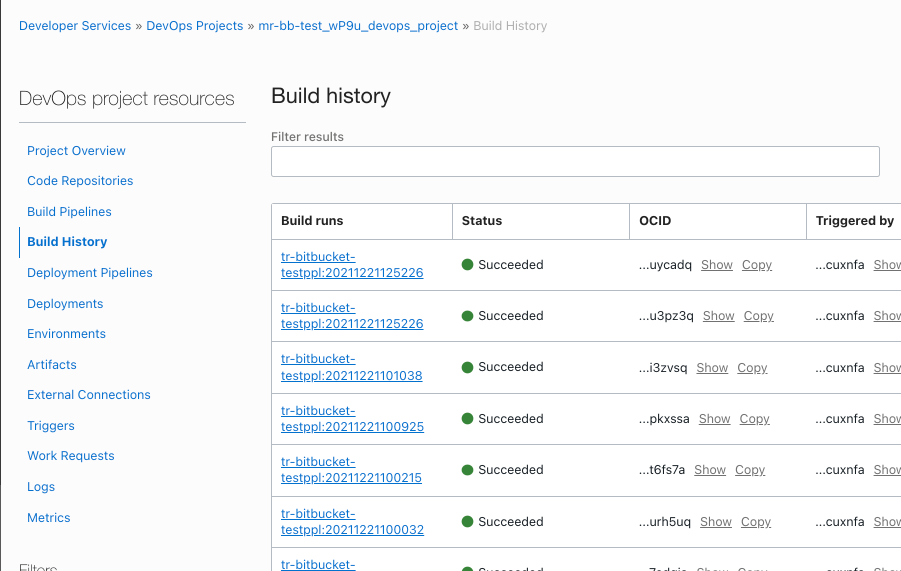 Developer Services » DevOps Projects » mr-bb-test_wP9u_devops_project » Build History
DevOps project resources
Project Overview
Code Repositories
Build Pipelines
Build History
Deployment Pipelines
Deployments
Environments
Artifacts
External Connections
Triggers
Work Requests
Logs
Metrics
Filters
Build history
Filter results
Build runs Status OCID Triggered by
tr-bitbucket-
testppl:20211221125226 Succeeded ...uycadq Show Copy ...cuxnfa Show
tr-bitbucket-
testppl:20211221125226 Succeeded ...u3pz3q Show Copy ...cuxnfa Show
tr-bitbucket-
testppl:20211221101038 Succeeded ...i3zvsq Show Copy ...cuxnfa Show
tr-bitbucket-
testppl:20211221100925 Succeeded ...pkxssa Show Copy ...cuxnfa Show
tr-bitbucket-
testppl:20211221100215 Succeeded ...t6fs7a Show Copy ...cuxnfa Show
tr-bitbucket-
testppl:20211221100032 Succeeded ...urh5uq Show Copy ...cuxnfa Show
tr-bitbucket- Succeeded Show Copy ...cuxnfa Show